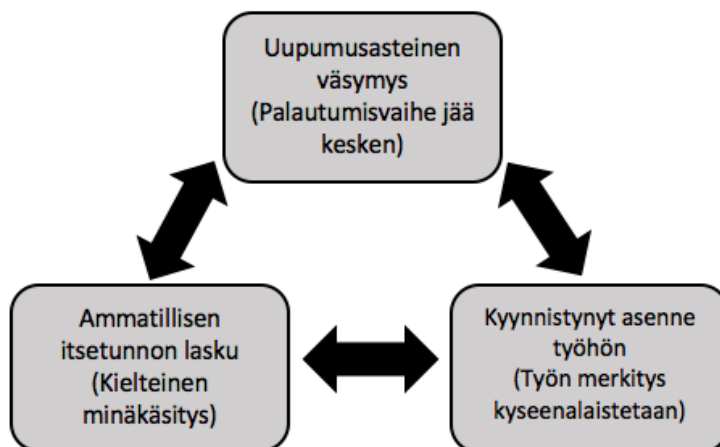 Uupumusasteinen
väsymys
(Palautumisvaihe jää
kesken)
Ammatillisen
itsetunnon lasku
(Kielteinen
minäkäsitys)
Kyynnistynyt asenne
työhön
(Työn merkitys
kyseenalaistetaan)